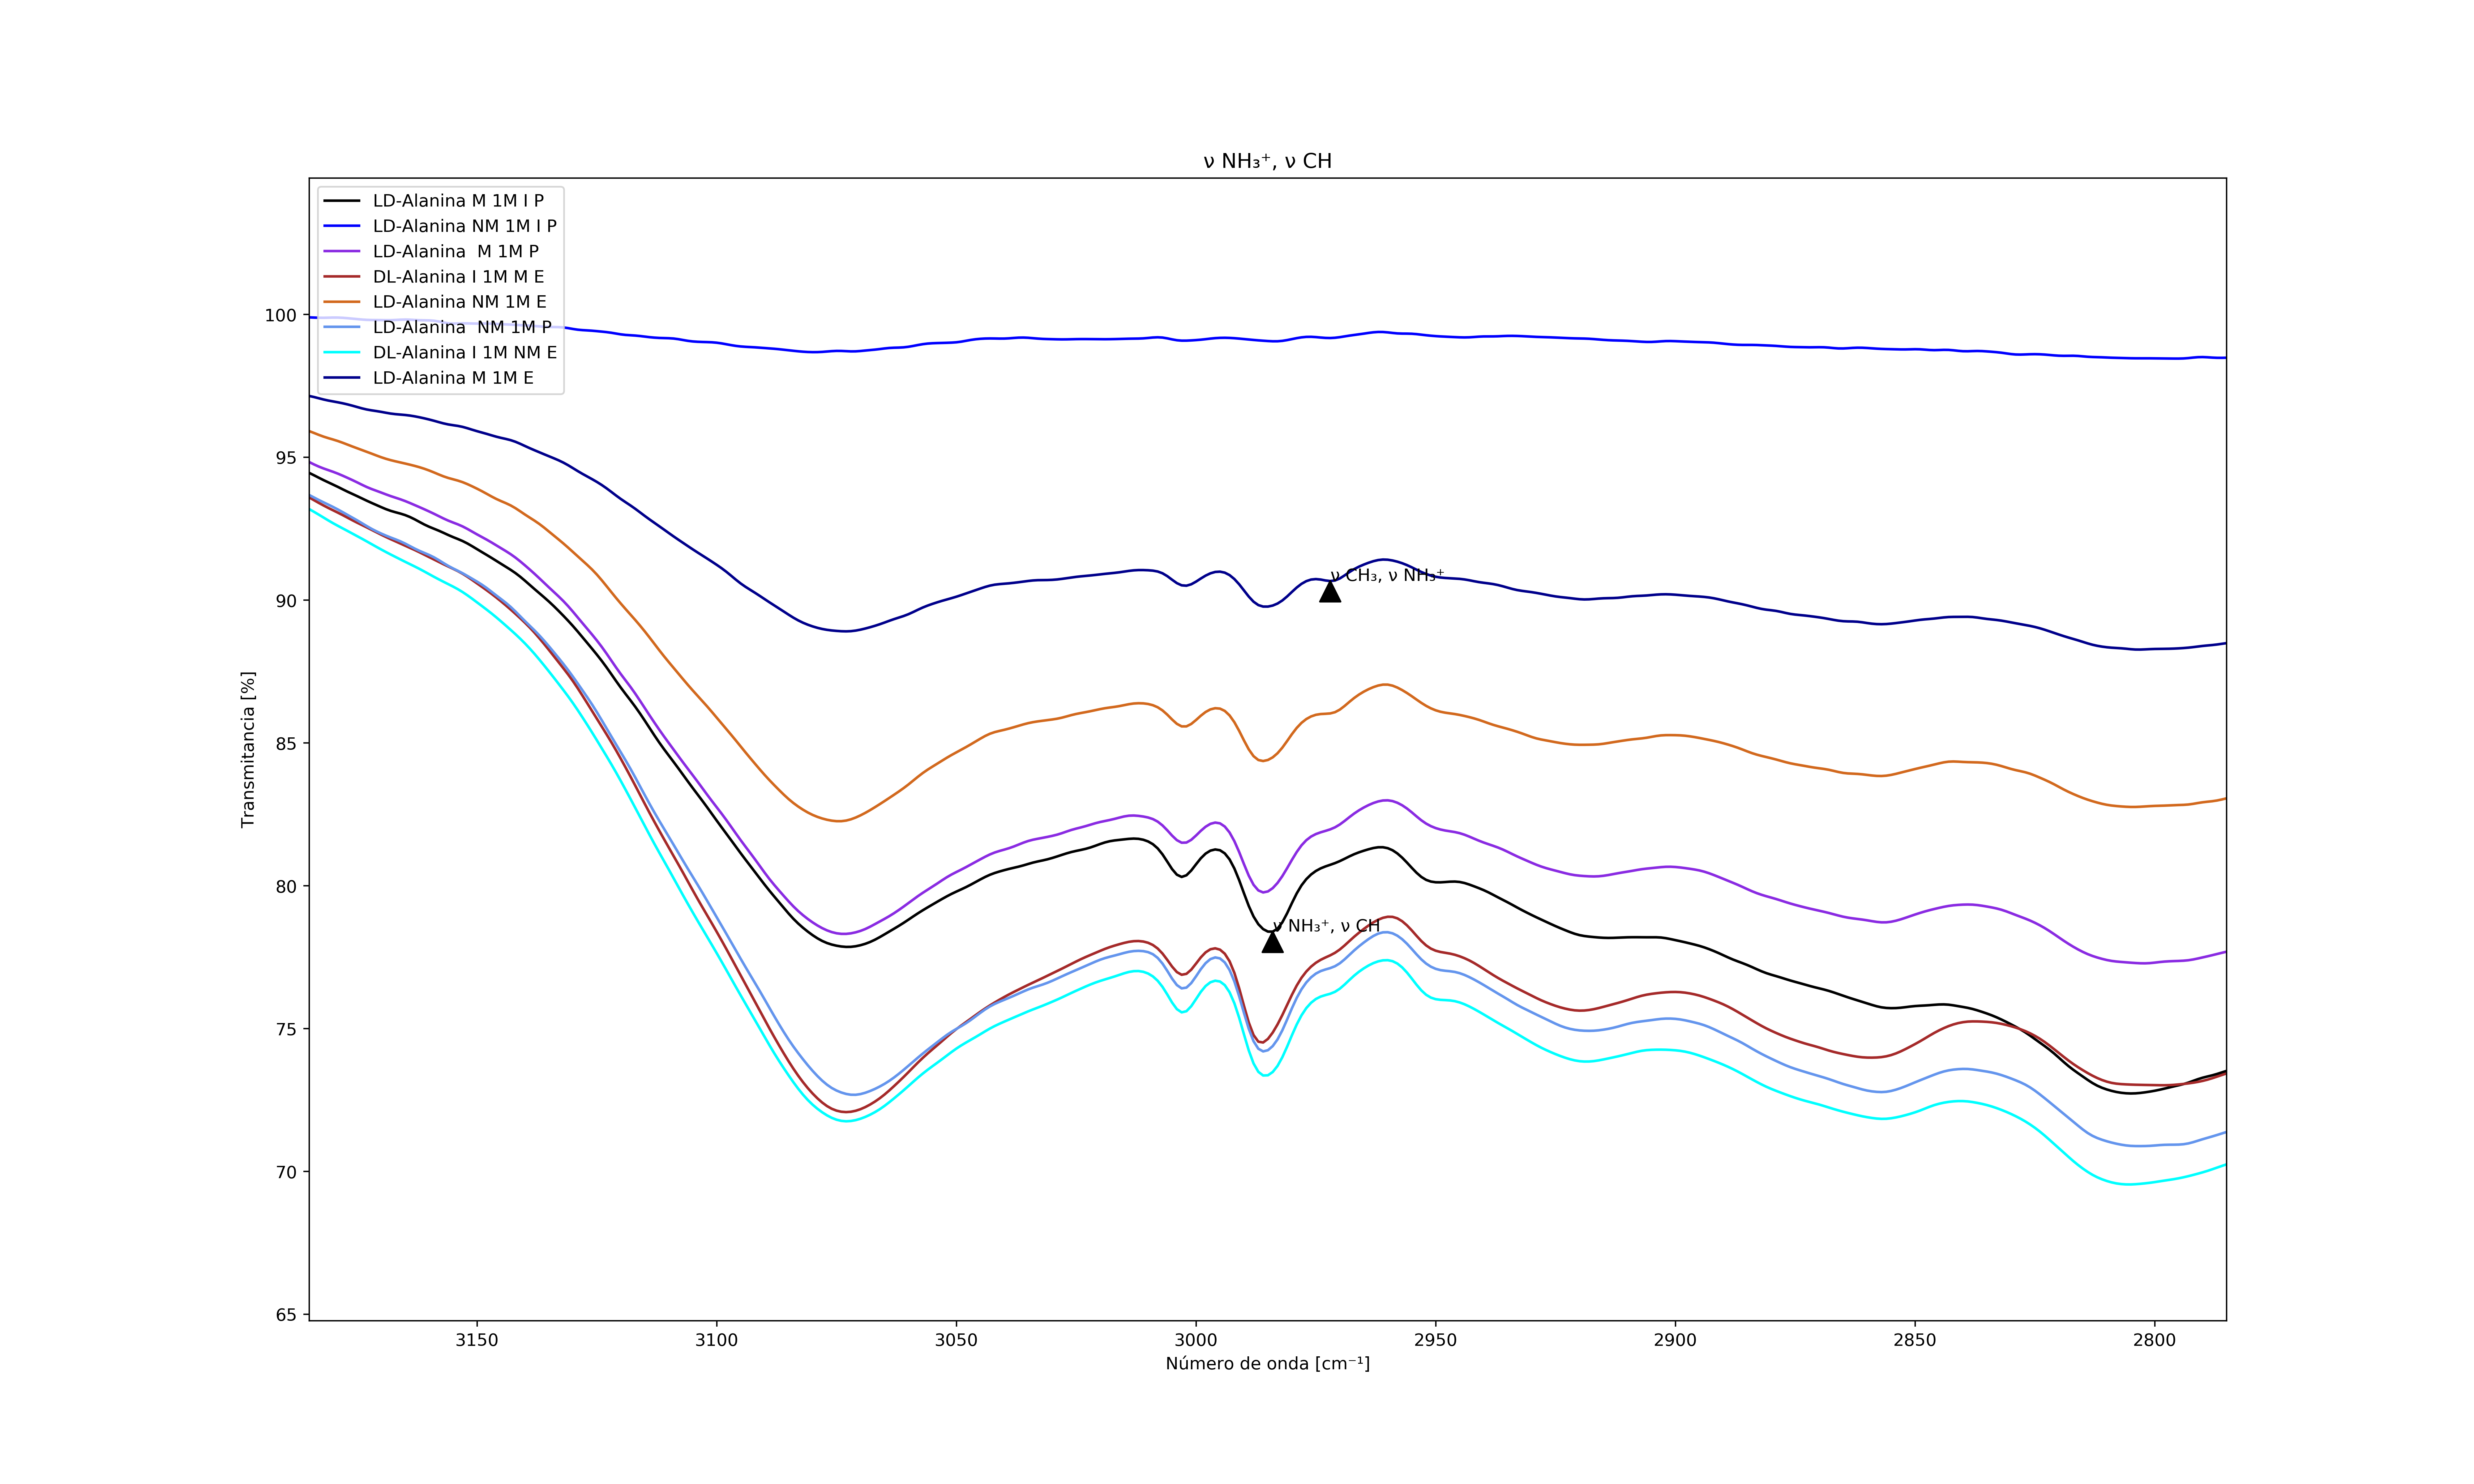 ν NH₃⁺, ν CH
LD-Alanina M 1M I P
LD-Alanina NM 1M I P
LD-Alanina  M 1M P
DL-Alanina I 1M M E
LD-Alanina NM 1M E
LD-Alanina  NM 1M P
DL-Alanina I 1M NM E
LD-Alanina M 1M E
100
95
90
85
80
75
70
65
Transmitancia [%]
ν CH₃, ν NH₃⁺
ν NH₃⁺, ν CH
3150 3100 3050 3000 2950 2900 2850 2800
Número de onda [cm⁻¹]